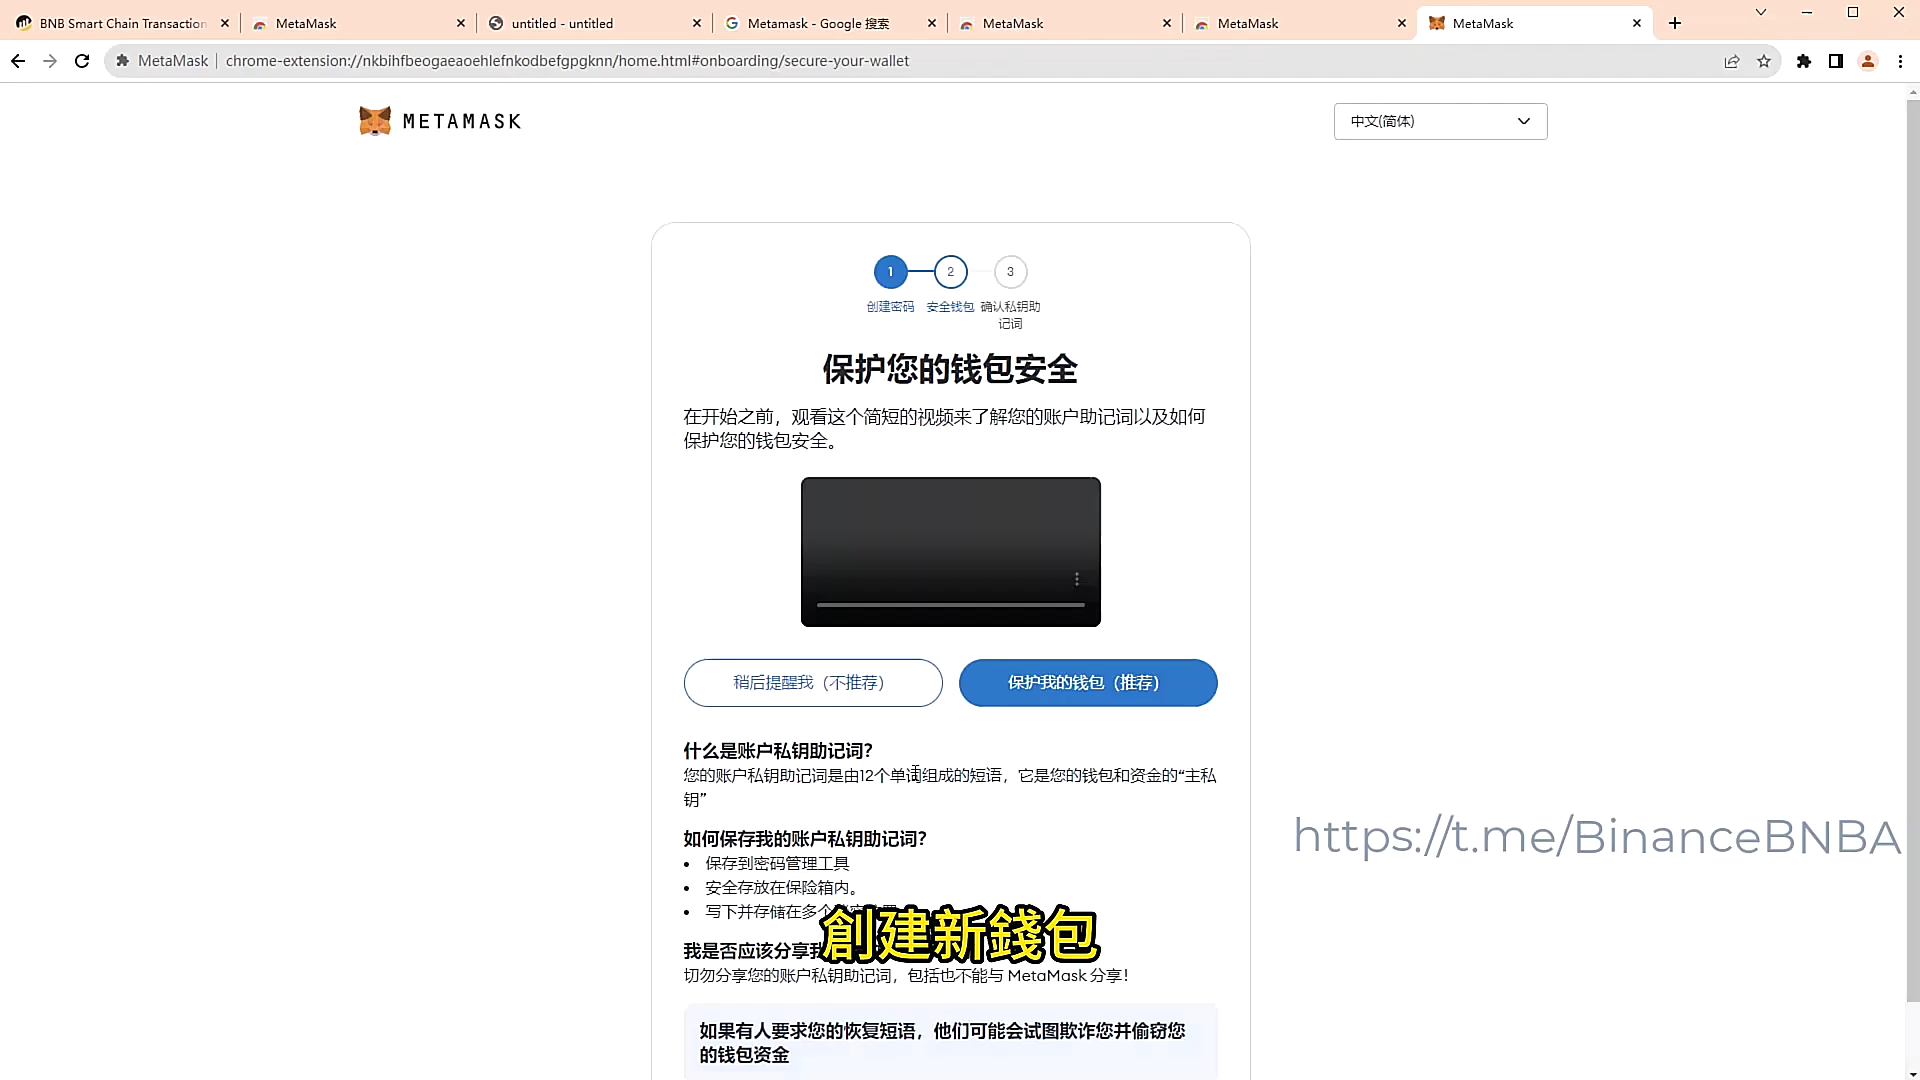 BNB Smart Chain Transaction
MetaMask
untitled - untitled
Metamask - Google 搜索
MetaMask
MetaMask
MetaMask
MetaMask
chrome-extension://nkbihfbeogaeaoehlefnkodbefgpgknn/home.html#onboarding/secure-your-wallet
METAMASK
中文(简体)
1
2
3
创建密码
安全钱包
确认私钥助
记词
保护您的钱包安全
在开始之前，观看这个简短的视频来了解您的账户助记词以及如何
保护您的钱包安全。
稍后提醒我（不推荐）
保护我的钱包（推荐）
什么是账户私钥助记词？
您的账户私钥助记词是由12个单词组成的短语，它是您的钱包和资金的“主私
钥”
如何保存我的账户私钥助记词？
保存到密码管理工具
安全存放在保险箱内。
写下并存储在多个
我是否应该分享
創建新錢包
切勿分享您的账户私钥助记词，包括也不能与 MetaMask 分享！
如果有人要求您的恢复短语，他们可能会试图欺诈您并偷窃您
的钱包资金
https://t.me/BinanceBNBA